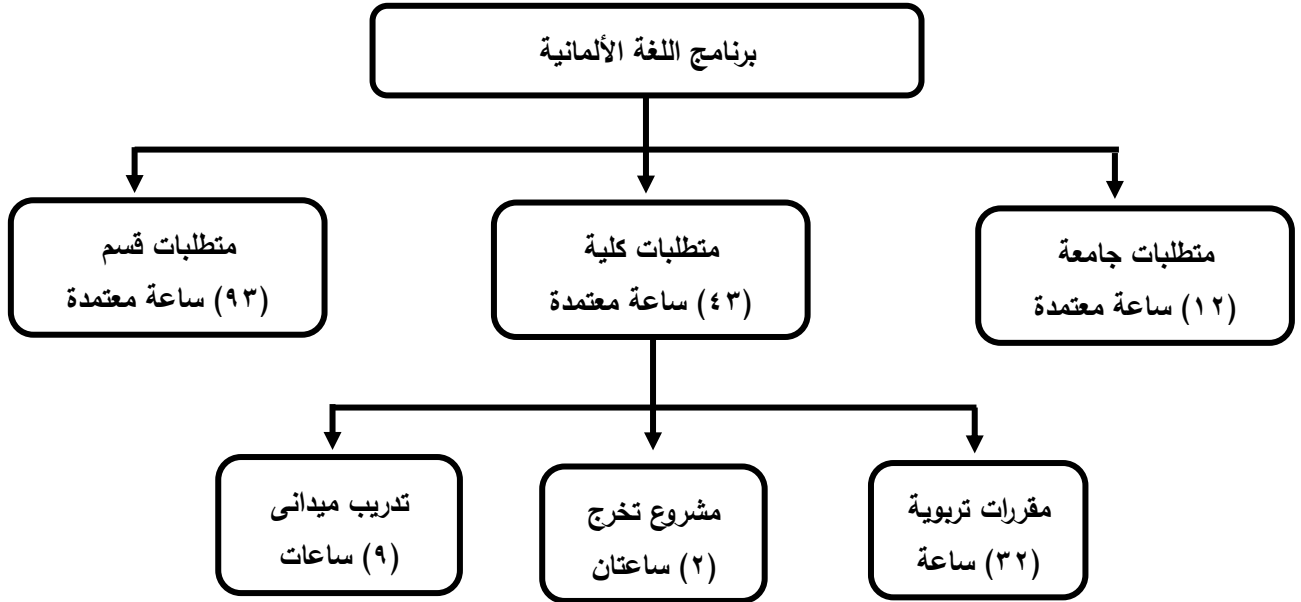 برنامج اللغة الألمانية
متطلبات جامعة
(١٢) ساعة معتمدة
متطلبات كلية
(٤٣) ساعة معتمدة
متطلبات قسم
(٩٣) ساعة معتمدة
مقررات تربوية
(٣٢) ساعة
مشروع تخرج
(٢) ساعتان
تدريب ميدانى
(٩) ساعات